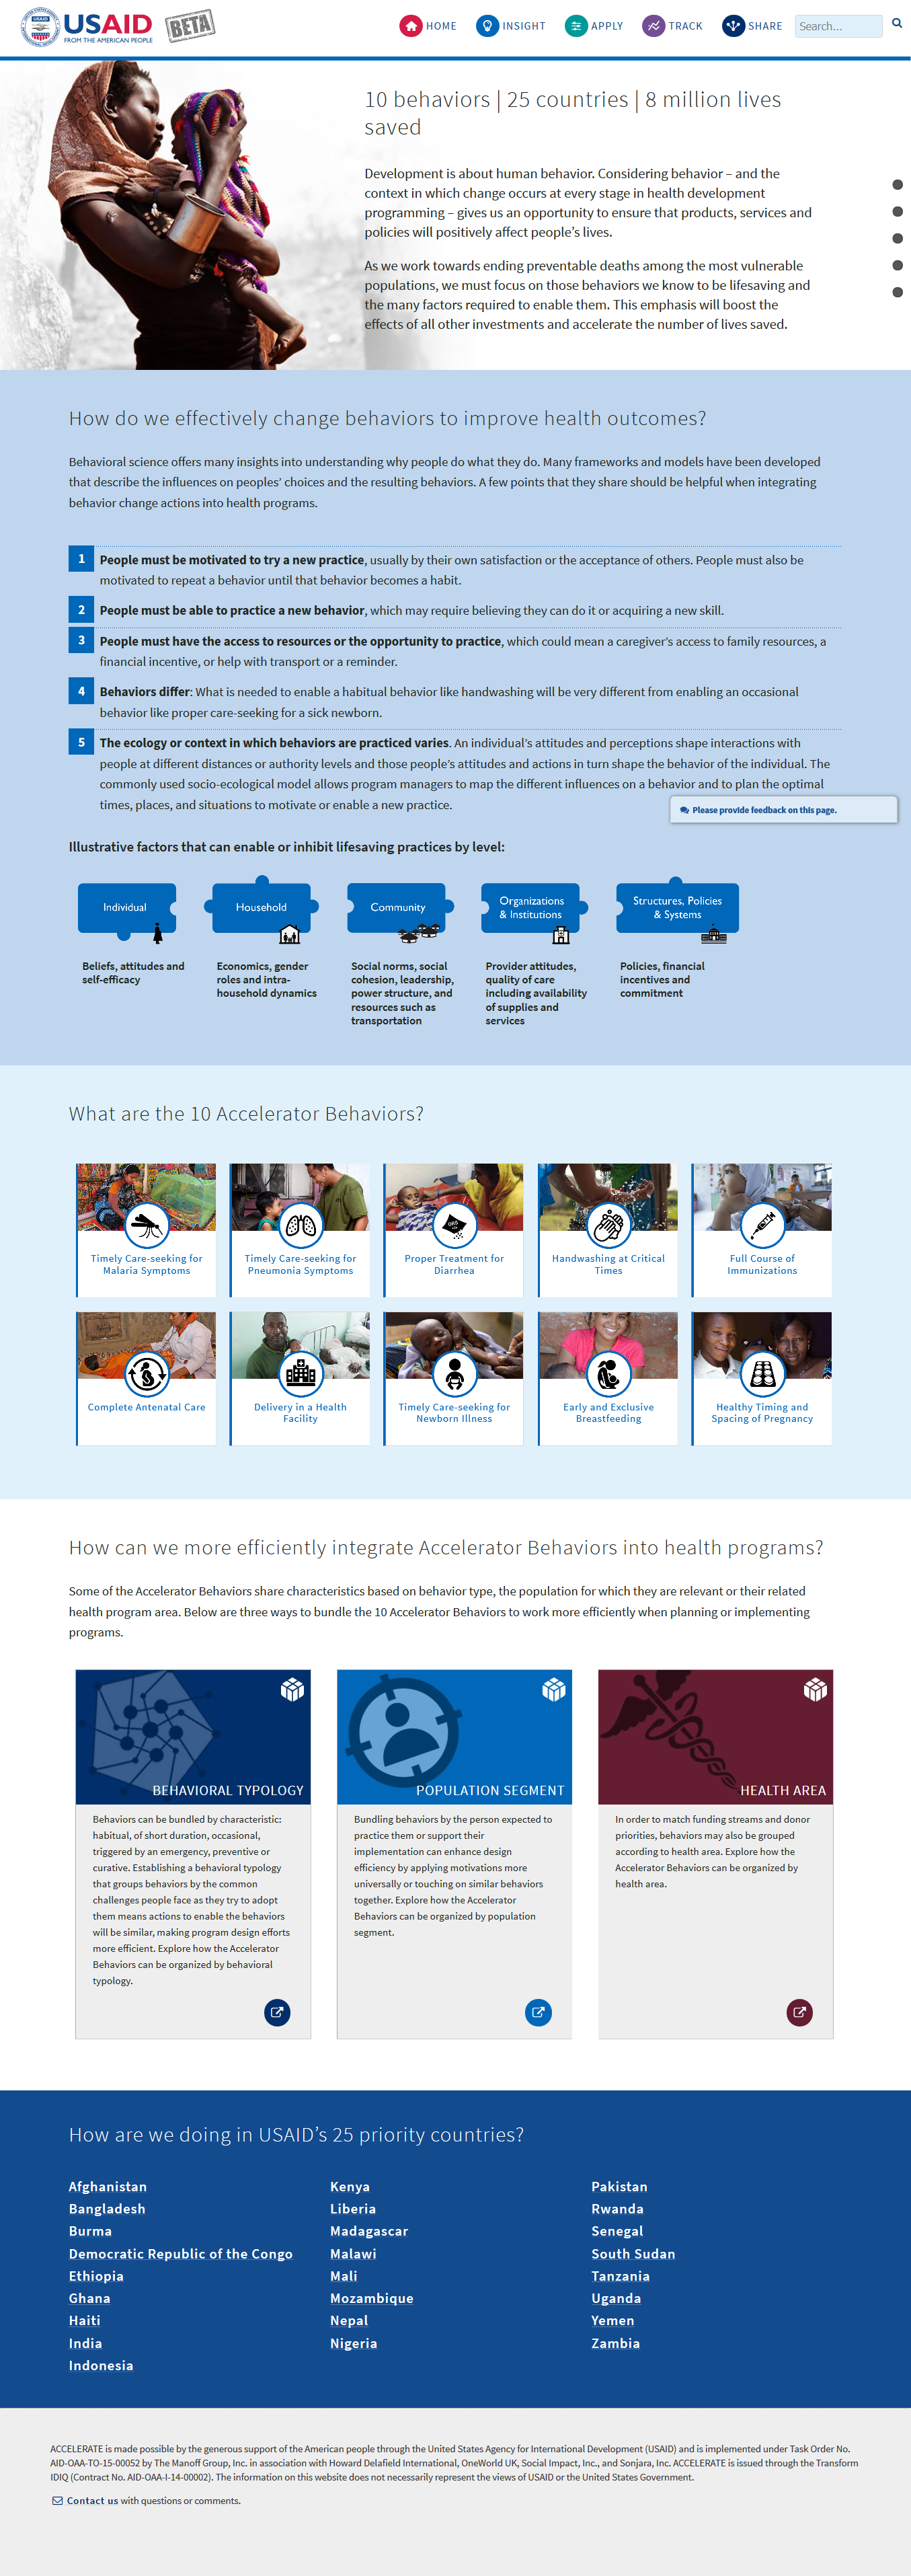 USAID
FROM THE AMERICAN PEOPLE
BETA
HOME
INSIGHT
APPLY
TRACK
SHARE
Search...
10 behaviors | 25 countries | 8 million lives
saved
Development is about human behavior. Considering behavior – and the
context in which change occurs at every stage in health development
programming – gives us an opportunity to ensure that products, services and
policies will positively affect people's lives.
As we work towards ending preventable deaths among the most vulnerable
populations, we must focus on those behaviors we know to be lifesaving and
the many factors required to enable them. This emphasis will boost the
effects of all other investments and accelerate the number of lives saved.
How do we effectively change behaviors to improve health outcomes?
Behavioral science offers many insights into understanding why people do what they do. Many frameworks and models have been developed
that describe the influences on peoples' choices and the resulting behaviors. A few points that they share should be helpful when integrating
behavior change actions into health programs.
1 People must be motivated to try a new practice, usually by their own satisfaction or the acceptance of others. People must also be
motivated to repeat a behavior until that behavior becomes a habit.
2 People must be able to practice a new behavior, which may require believing they can do it or acquiring a new skill.
3 People must have the access to resources or the opportunity to practice, which could mean a caregiver's access to family resources, a
financial incentive, or help with transport or a reminder.
4 Behaviors differ: What is needed to enable a habitual behavior like handwashing will be very different from enabling an occasional
behavior like proper care-seeking for a sick newborn.
5 The ecology or context in which behaviors are practiced varies. An individual's attitudes and perceptions shape interactions with
people at different distances or authority levels and those people's attitudes and actions in turn shape the behavior of the individual. The
commonly used socio-ecological model allows program managers to map the different influences on a behavior and to plan the optimal
times, places, and situations to motivate or enable a new practice.
Please provide feedback on this page.
Illustrative factors that can enable or inhibit lifesaving practices by level:
Individual
Beliefs, attitudes and
self-efficacy
Household
Economics, gender
roles and intra-
household dynamics
Community
Social norms, social
cohesion, leadership,
power structure, and
resources such as
transportation
Organizations
& Institutions
Provider attitudes,
quality of care
including availability
of supplies and
services
Structures, Policies
& Systems
Policies, financial
incentives and
commitment
What are the 10 Accelerator Behaviors?
Timely Care-seeking for
Malaria Symptoms
Timely Care-seeking for
Pneumonia Symptoms
ORS
Proper Treatment for
Diarrhea
Handwashing at Critical
Times
Full Course of
Immunizations
Complete Antenatal Care
Delivery in a Health
Facility
Timely Care-seeking for
Newborn Illness
Early and Exclusive
Breastfeeding
Healthy Timing and
Spacing of Pregnancy
How can we more efficiently integrate Accelerator Behaviors into health programs?
Some of the Accelerator Behaviors share characteristics based on behavior type, the population for which they are relevant or their related
health program area. Below are three ways to bundle the 10 Accelerator Behaviors to work more efficiently when planning or implementing
programs.
BEHAVIORAL TYPOLOGY
Behaviors can be bundled by characteristic:
habitual, of short duration, occasional,
triggered by an emergency, preventive or
curative. Establishing a behavioral typology
that groups behaviors by the common
challenges people face as they try to adopt
them means actions to enable the behaviors
will be similar, making program design efforts
more efficient. Explore how the Accelerator
Behaviors can be organized by behavioral
typology.
POPULATION SEGMENT
Bundling behaviors by the person expected to
practice them or support their
implementation can enhance design
efficiency by applying motivations more
universally or touching on similar behaviors
together. Explore how the Accelerator
Behaviors can be organized by population
segment.
HEALTH AREA
In order to match funding streams and donor
priorities, behaviors may also be grouped
according to health area. Explore how the
Accelerator Behaviors can be organized by
health area.
How are we doing in USAID's 25 priority countries?
Afghanistan
Bangladesh
Burma
Democratic Republic of the Congo
Ethiopia
Ghana
Haiti
India
Indonesia
Kenya
Liberia
Madagascar
Malawi
Mali
Mozambique
Nepal
Nigeria
Pakistan
Rwanda
Senegal
South Sudan
Tanzania
Uganda
Yemen
Zambia
ACCELERATE is made possible by the generous support of the American people through the United States Agency for International Development (USAID) and is implemented under Task Order No.
AID-OAA-TO-15-00052 by The Manoff Group, Inc. in association with Howard Delafield International, OneWorld UK, Social Impact, Inc., and Sonjara, Inc. ACCELERATE is issued through the Transform
IDIQ (Contract No. AID-OAA-I-14-00002). The information on this website does not necessarily represent the views of USAID or the United States Government.
Contact us with questions or comments.